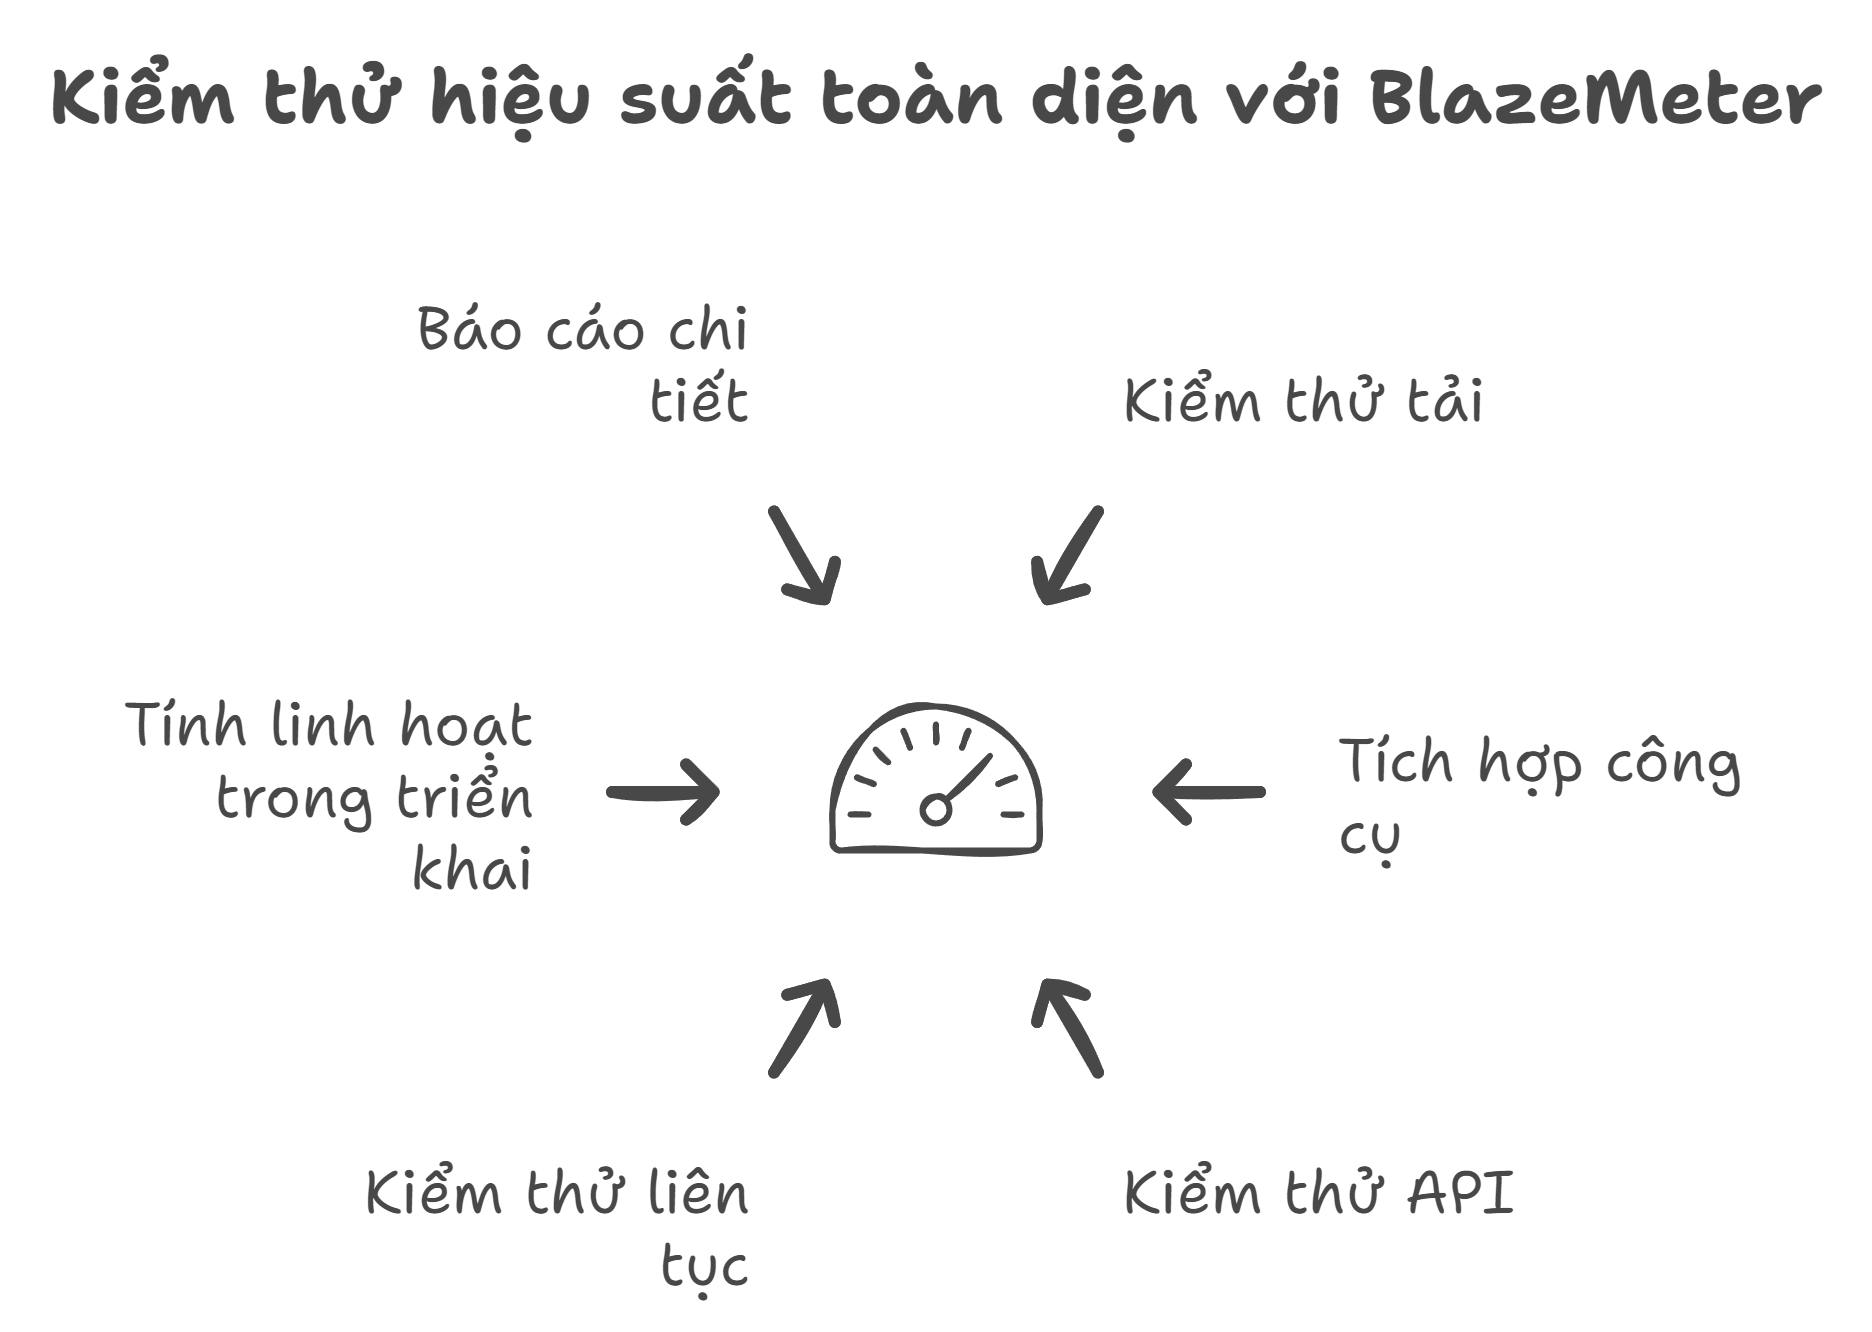 Kiểm thử hiệu suất toàn diện với BlazeMeter
Báo cáo chi
tiết
Kiểm thử tải
Tính linh hoạt
trong triển
khai
Tích hợp công
cụ
Kiểm thử liên
tục
Kiểm thử API